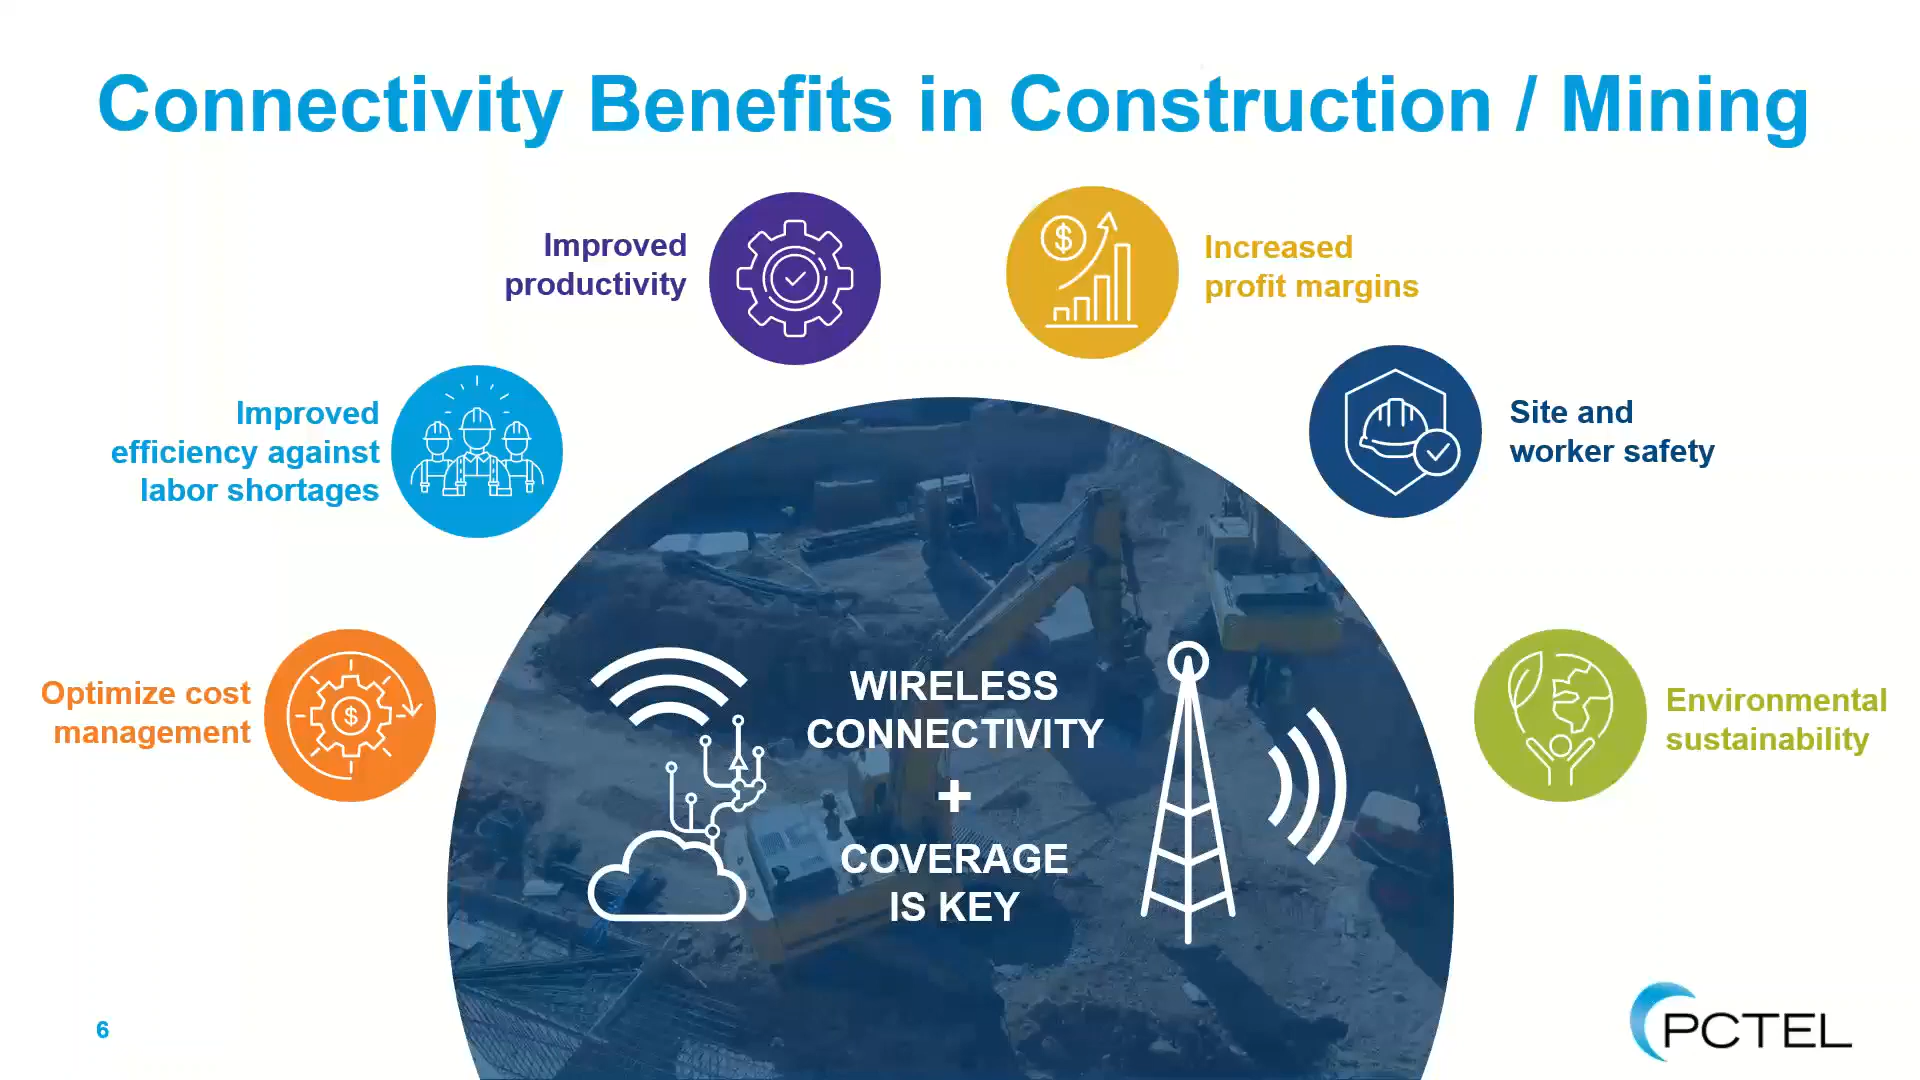 Connectivity Benefits in Construction / Mining
Improved
productivity
$
Increased
profit margins
Improved
efficiency against
labor shortages
Site and
worker safety
Optimize cost
management
$
WIRELESS
CONNECTIVITY
+
COVERAGE
IS KEY
Environmental
sustainability
6
PCTEL